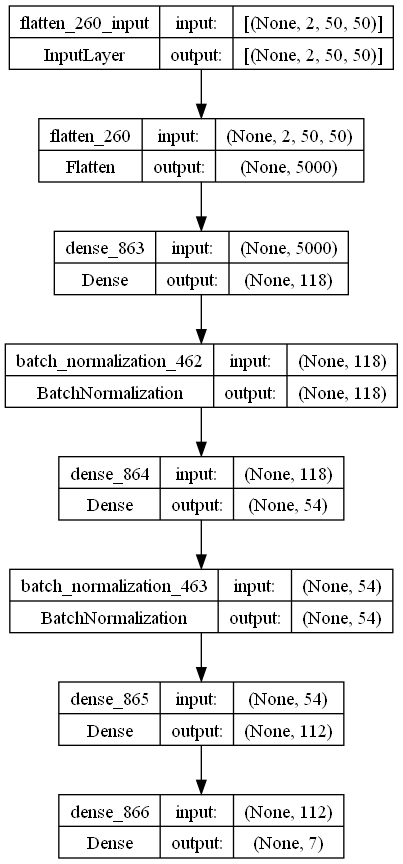 flatten_260_input input: [(None, 2, 50, 50)]
InputLayer output: [(None, 2, 50, 50)]
flatten_260 input: (None, 2, 50, 50)
Flatten output: (None, 5000)
dense_863 input: (None, 5000)
Dense output: (None, 118)
batch_normalization_462 input: (None, 118)
BatchNormalization output: (None, 118)
dense_864 input: (None, 118)
Dense output: (None, 54)
batch_normalization_463 input: (None, 54)
BatchNormalization output: (None, 54)
dense_865 input: (None, 54)
Dense output: (None, 112)
dense_866 input: (None, 112)
Dense output: (None, 7)